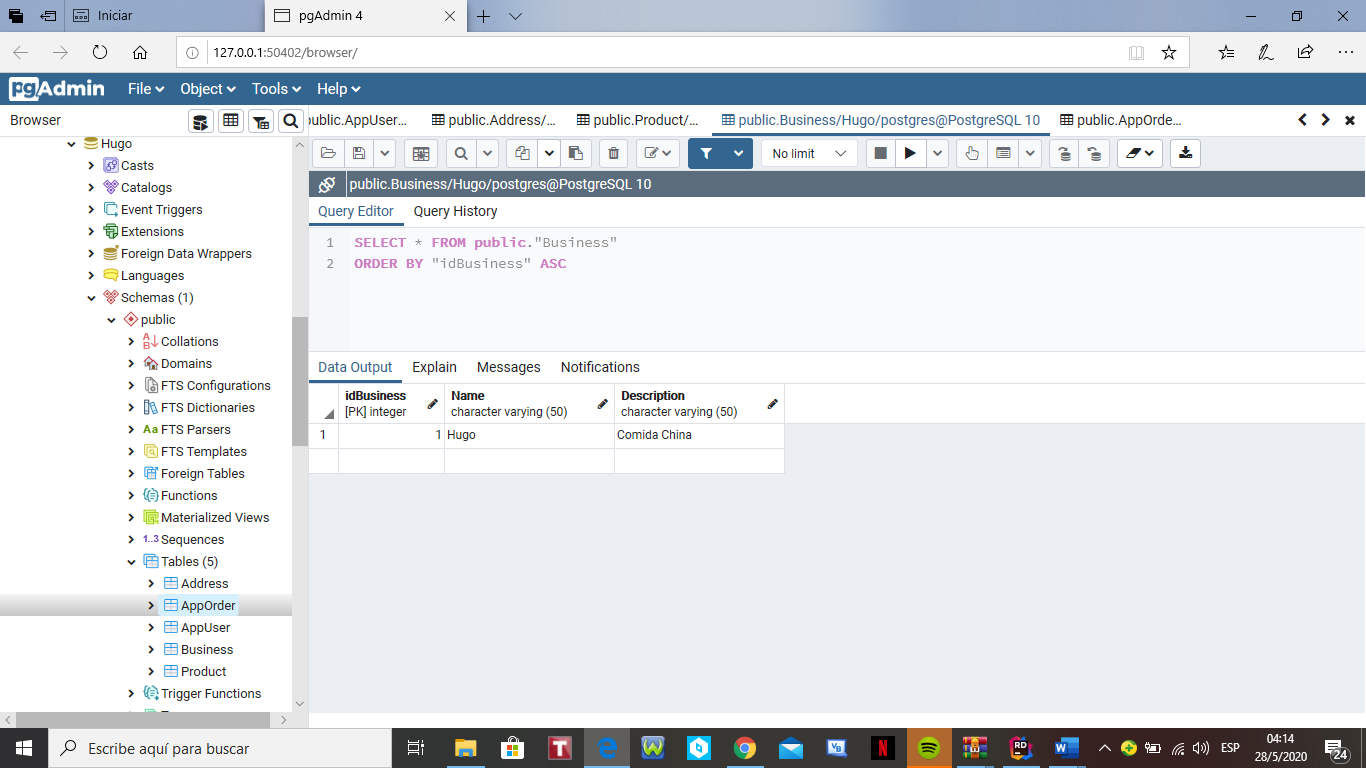 Iniciar
pgAdmin 4
127.0.0.1:50402/browser/
pgAdmin
File
Object
Tools
Help
Browser
public.AppUser...
public.Address/...
public.Product/...
public.Business/Hugo/postgres@PostgreSQL 10
public.AppOrde...
Hugo
Casts
Catalogs
Event Triggers
Extensions
Foreign Data Wrappers
Languages
Schemas (1)
public
Collations
Domains
FTS Configurations
FTS Dictionaries
Aa FTS Parsers
FTS Templates
Foreign Tables
Functions
Materialized Views
1..3 Sequences
Tables (5)
Address
AppOrder
AppUser
Business
Product
Trigger Functions
No limit
public.Business/Hugo/postgres@PostgreSQL 10
Query Editor
Query History
1 SELECT * FROM public."Business"
2 ORDER BY "idBusiness" ASC
Data Output
Explain
Messages
Notifications
idBusiness
[PK] integer
Name
character varying (50)
Description
character varying (50)
1
1
Hugo
Comida China
Escribe aquí para buscar
ESP
04:14
28/5/2020
24